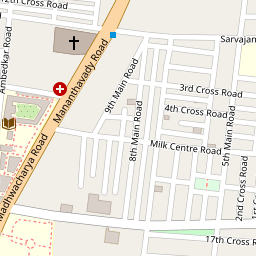 12th Cross Road
Ambedkar Road
Sarvajan
Mananthavady Road
9th Main Road
3rd Cross Road
4th Cross Road
8th Main Road
Milk Centre Road
5th Main Road
Madhwacharya Road
2nd Cross Road
17th Cross Road